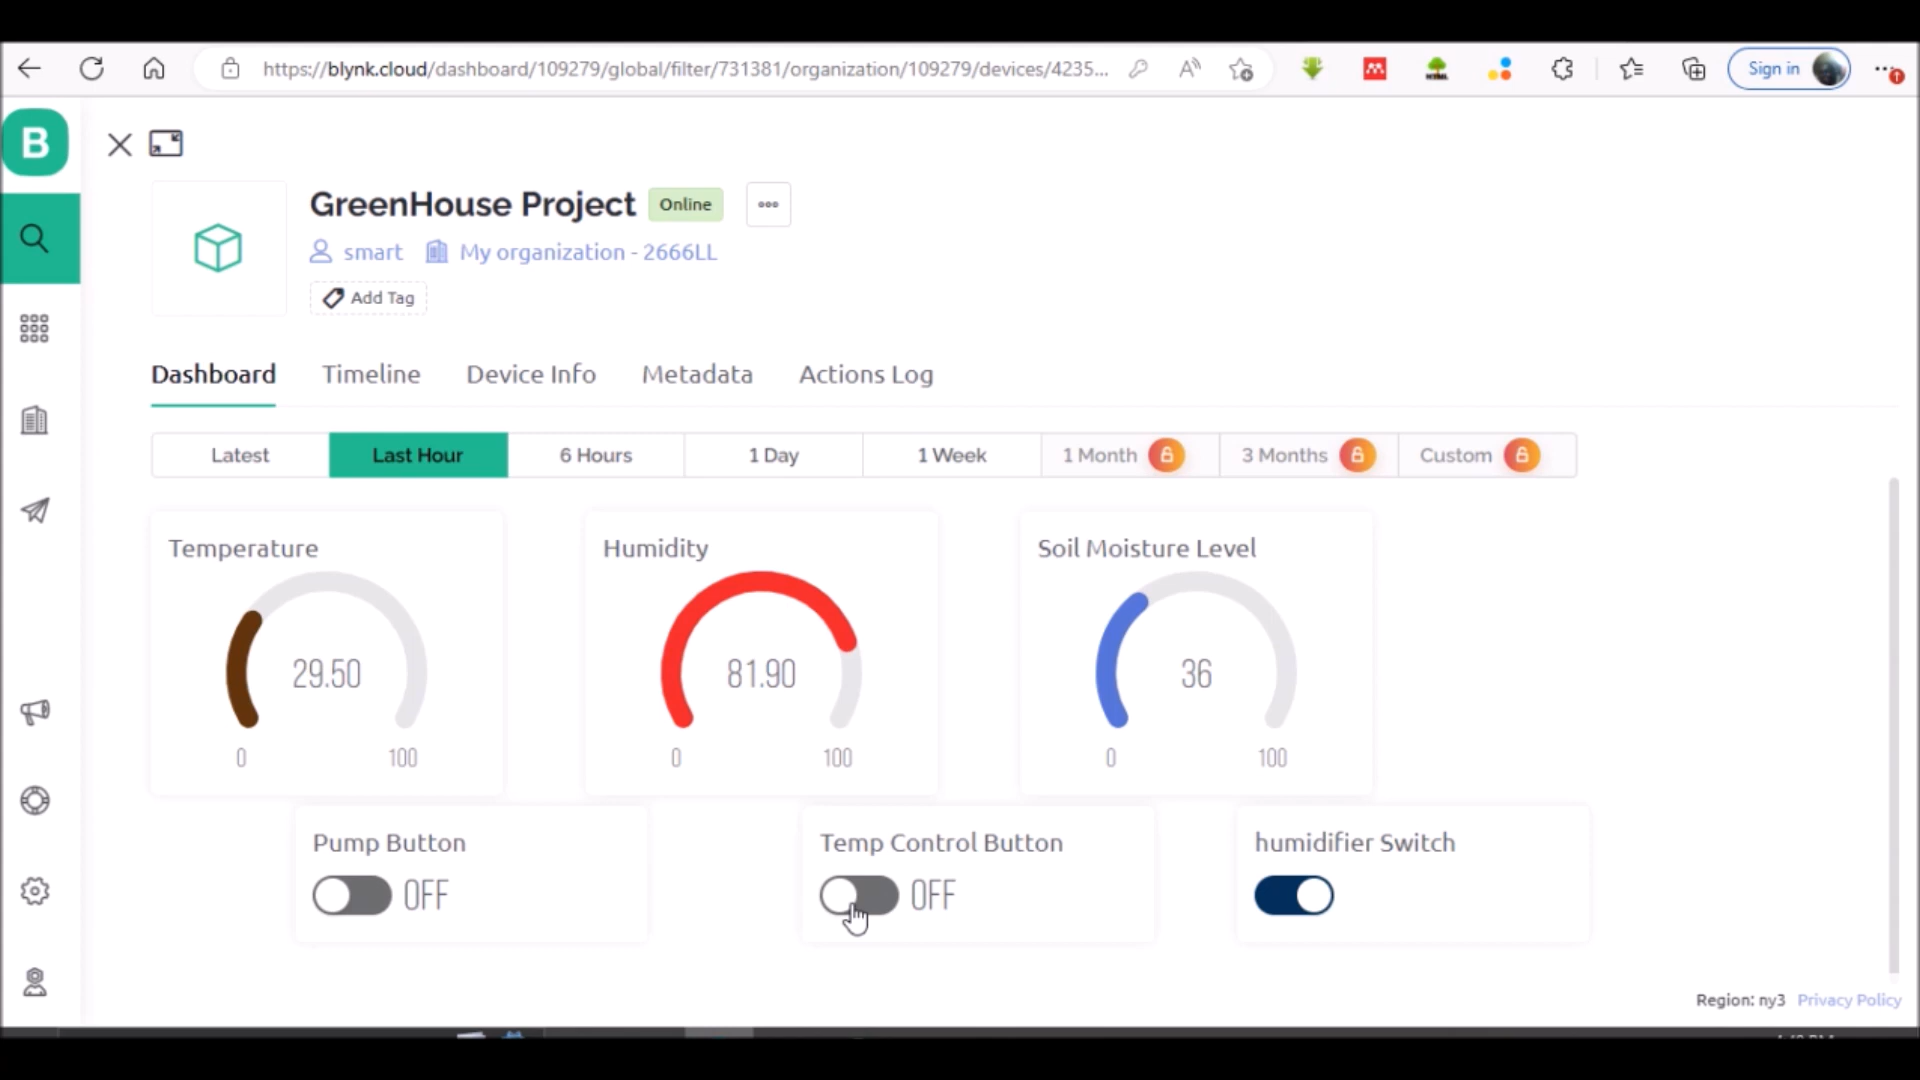 https://blynk.cloud/dashboard/109279/global/filter/731381/organization/109279/devices/4235...
Sign in
B
GreenHouse Project
Online
smart
My organization - 2666LL
Add Tag
Dashboard
Timeline
Device Info
Metadata
Actions Log
Latest
Last Hour
6 Hours
1 Day
1 Week
1 Month
3 Months
Custom
Temperature
29.50
0
100
Humidity
81.90
0
100
Soil Moisture Level
36
0
100
Pump Button
OFF
Temp Control Button
OFF
humidifier Switch
Region: ny3
Privacy Policy